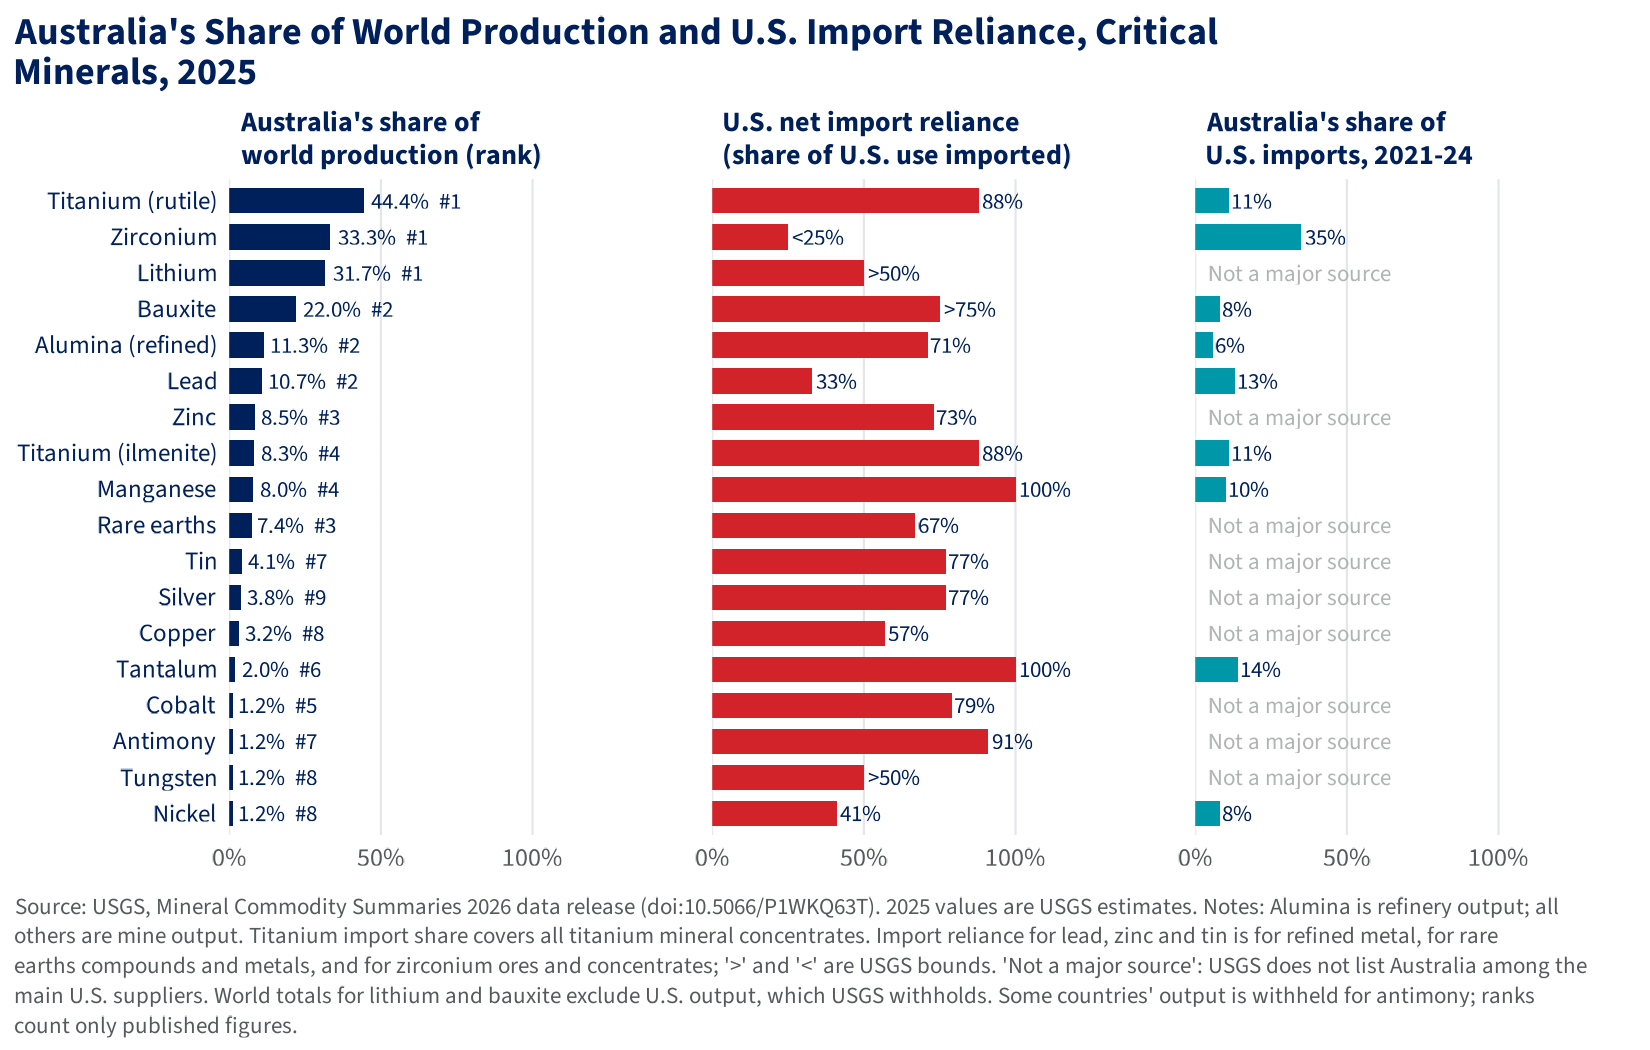 Australia's Share of World Production and U.S. Import Reliance, Critical
Minerals, 2025
Australia's share of
world production (rank)
U.S. net import reliance
(share of U.S. use imported)
Australia's share of
U.S. imports, 2021-24
Titanium (rutile) 44.4% #1 88% 11%
Zirconium 33.3% #1 <25% 35%
Lithium 31.7% #1 >50% Not a major source
Bauxite 22.0% #2 >75% 8%
Alumina (refined) 11.3% #2 71% 6%
Lead 10.7% #2 33% 13%
Zinc 8.5% #3 73% Not a major source
Titanium (ilmenite) 8.3% #4 88% 11%
Manganese 8.0% #4 100% 10%
Rare earths 7.4% #3 67% Not a major source
Tin 4.1% #7 77% Not a major source
Silver 3.8% #9 77% Not a major source
Copper 3.2% #8 57% Not a major source
Tantalum 2.0% #6 100% 14%
Cobalt 1.2% #5 79% Not a major source
Antimony 1.2% #7 91% Not a major source
Tungsten 1.2% #8 >50% Not a major source
Nickel 1.2% #8 41% 8%
0% 50% 100% 0% 50% 100% 0% 50% 100%
Source: USGS, Mineral Commodity Summaries 2026 data release (doi:10.5066/P1WKQ63T). 2025 values are USGS estimates. Notes: Alumina is refinery output; all
others are mine output. Titanium import share covers all titanium mineral concentrates. Import reliance for lead, zinc and tin is for refined metal, for rare
earths compounds and metals, and for zirconium ores and concentrates; '>' and '<' are USGS bounds. 'Not a major source': USGS does not list Australia among the
main U.S. suppliers. World totals for lithium and bauxite exclude U.S. output, which USGS withholds. Some countries' output is withheld for antimony; ranks
count only published figures.